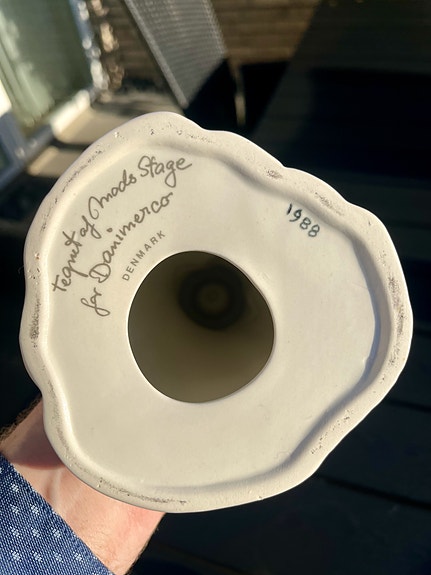 tegnet af Mads Stage
for Danimerco
DENMARK
1988